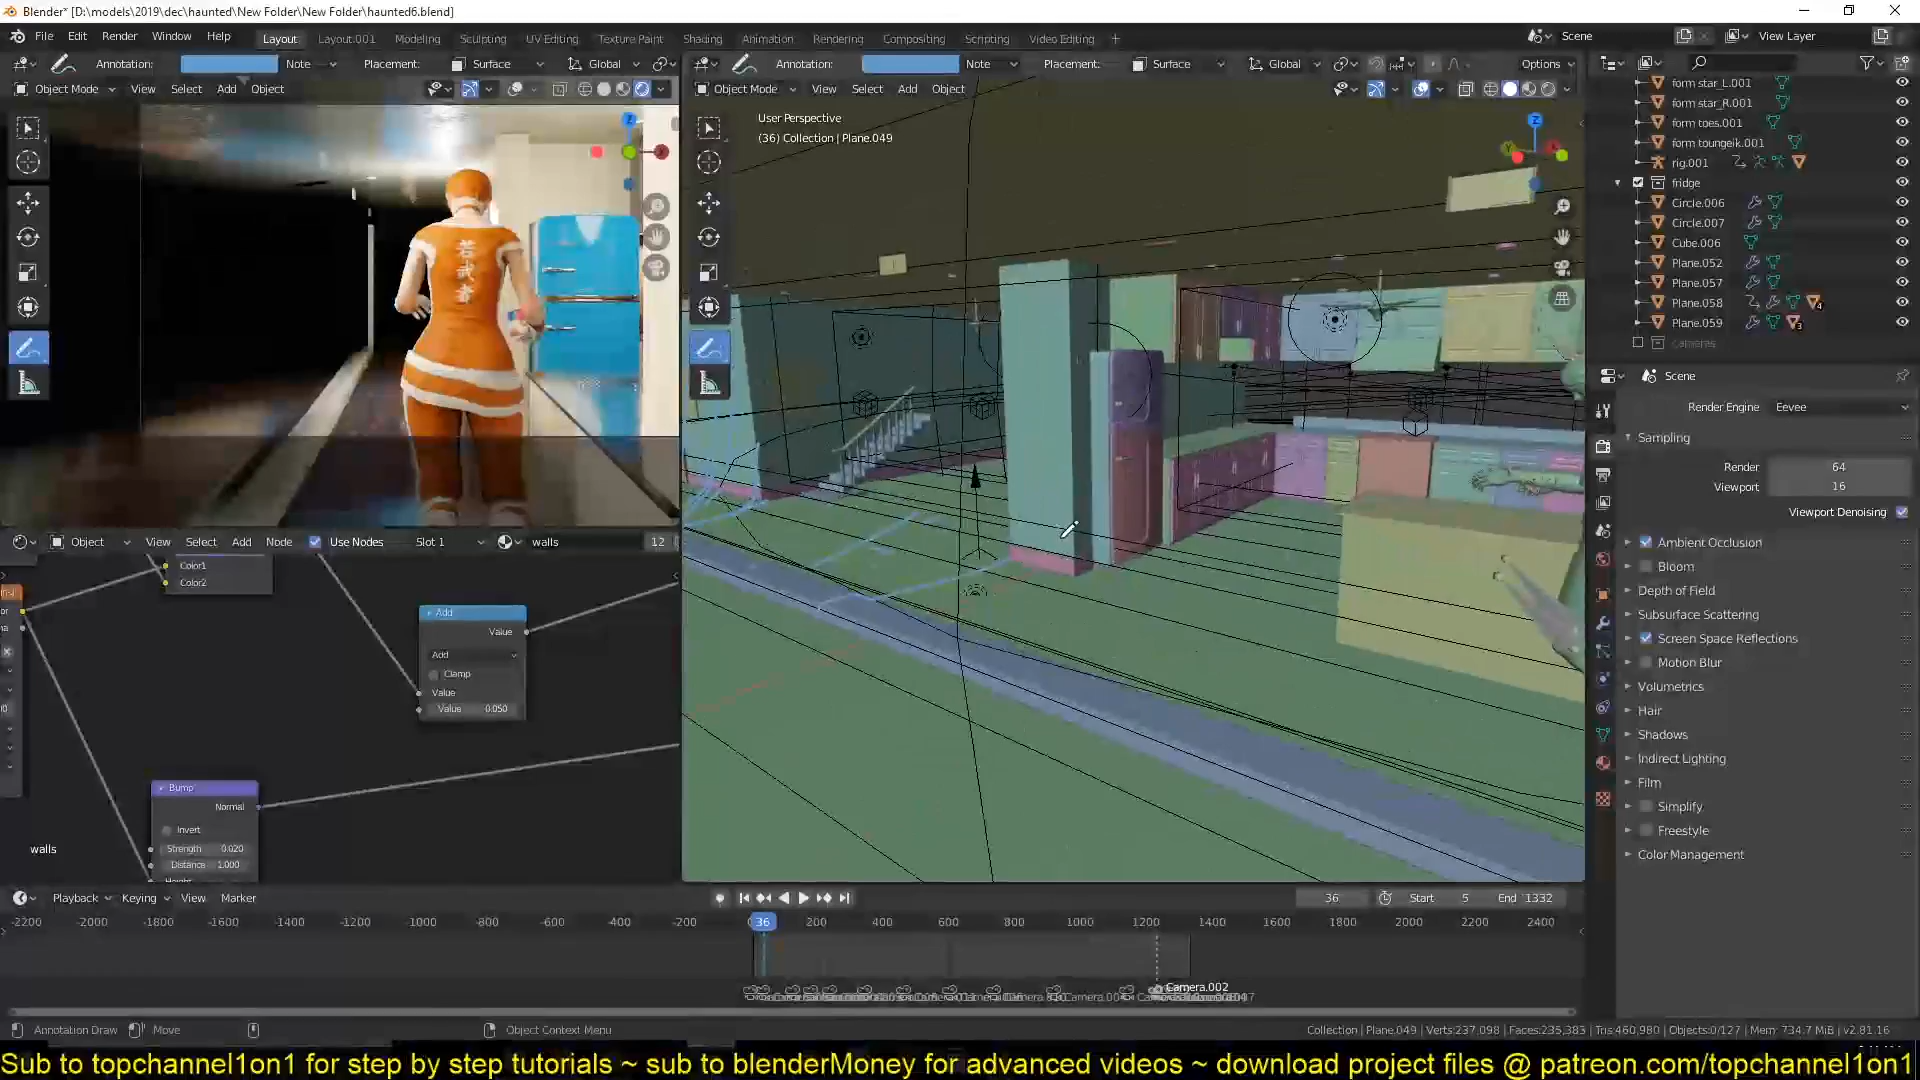 Blender* [D:\models\2019\dec\haunted\New Folder\New Folder\haunted6.blend]
File Edit Render Window Help Layout Layout.001 Modeling Sculpting UV Editing Texture Paint Shading Animation Rendering Compositing Scripting Video Editing + Scene View Layer
Annotation: Note Placement: Surface Global
Annotation: Note Placement: Surface Global Options
Object Mode View Select Add Object
Object Mode View Select Add Object
User Perspective
(36) Collection | Plane.049
若武者
form star_L.001
form star_R.001
form toes.001
form toungeik.001
rig.001
fridge
Circle.006
Circle.007
Cube.006
Plane.052
Plane.057
Plane.058 4
Plane.059 3
Cameras
Scene
Render Engine Eevee
Sampling
Render 64
Viewport 16
Viewport Denoising
Ambient Occlusion
Bloom
Depth of Field
Subsurface Scattering
Screen Space Reflections
Motion Blur
Volumetrics
Hair
Shadows
Indirect Lighting
Film
Simplify
Freestyle
Color Management
Object View Select Add Node Use Nodes Slot 1 walls 12
Color1
Color2
Add
Value
Add
Clamp
Value
Value 0.050
Bump
Normal
Invert
Strength 0.020
Distance 1.000
Height
walls
Playback Keying View Marker 36 Start 5 End 1332
-2200 -2000 -1800 -1600 -1400 -1200 -1000 -800 -600 -400 -200 36 200 400 600 800 1000 1200 1400 1600 1800 2000 2200 2400
Camera.002
Annotation Draw Move Object Context Menu Collection | Plane.049 | Verts:237,098 | Faces:235,383 | Tris:460,980 | Objects:0/127 | Mem: 734.7 MiB | v2.81.16
Sub to topchannel1on1 for step by step tutorials ~ sub to blenderMoney for advanced videos ~ download project files @ patreon.com/topchannel1on1